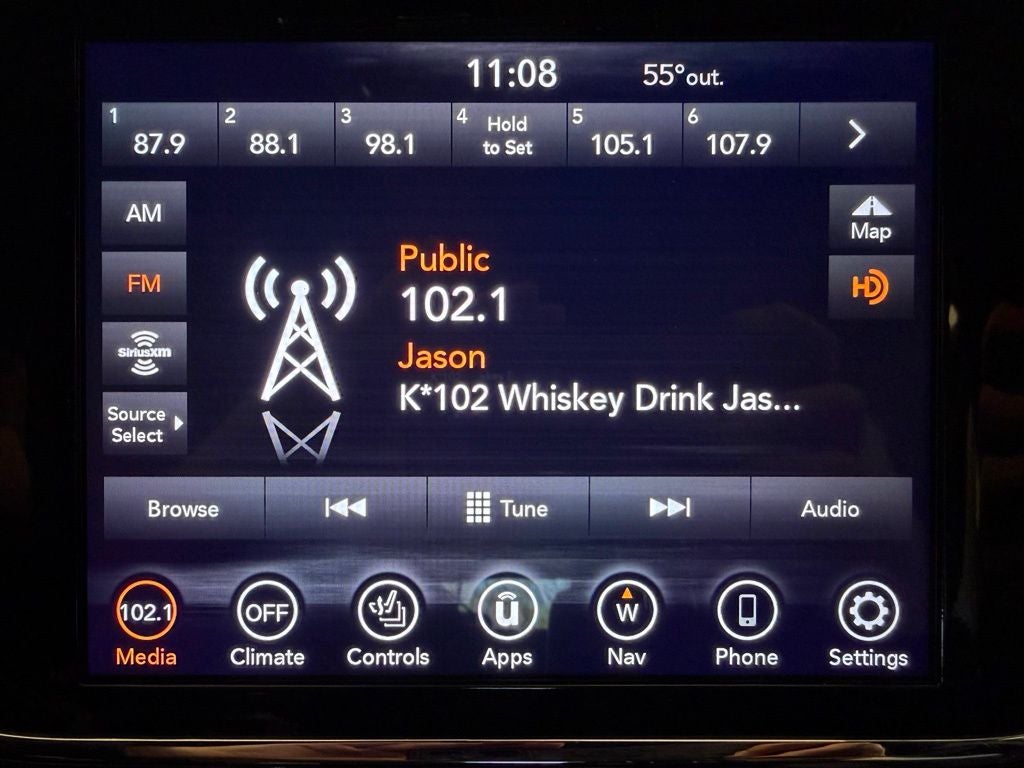 11:08 55° out.
1 87.9 2 88.1 3 98.1 4 Hold to Set 5 105.1 6 107.9
AM
Map
FM
HD
SiriusXM
Source
Select
Public
102.1
Jason
K*102 Whiskey Drink Jas...
Browse Tune Audio
102.1 OFF ū W
Media Climate Controls Apps Nav Phone Settings